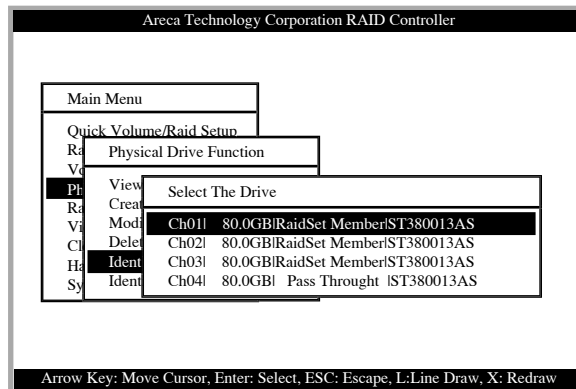 Areca Technology Corporation RAID Controller
Main Menu
Quick Volume/Raid Setup
Ra
Vo
Ph
Ra
Vi
Cl
Ha
Sy
Physical Drive Function
View
Creat
Modi
Delet
Ident
Ident
Select The Drive
Ch01| 80.0GB|RaidSet Member|ST380013AS
Ch02| 80.0GB|RaidSet Member|ST380013AS
Ch03| 80.0GB|RaidSet Member|ST380013AS
Ch04| 80.0GB| Pass Throught |ST380013AS
Arrow Key: Move Cursor, Enter: Select, ESC: Escape, L:Line Draw, X: Redraw